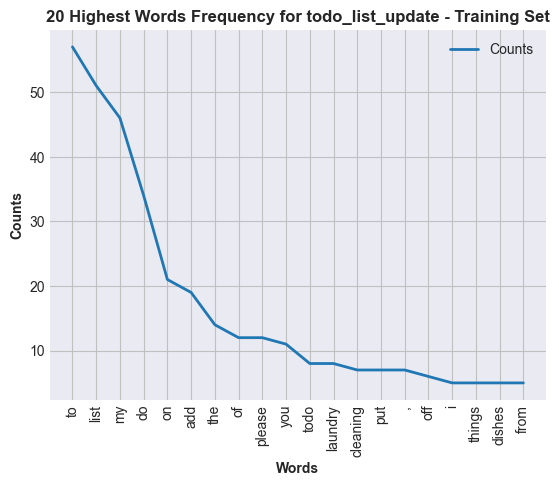 20 Highest Words Frequency for todo_list_update - Training Set
Counts
Counts
50
40
30
20
10
to
list
my
do
on
add
the
of
please
you
todo
laundry
cleaning
put
,
off
i
things
dishes
from
Words